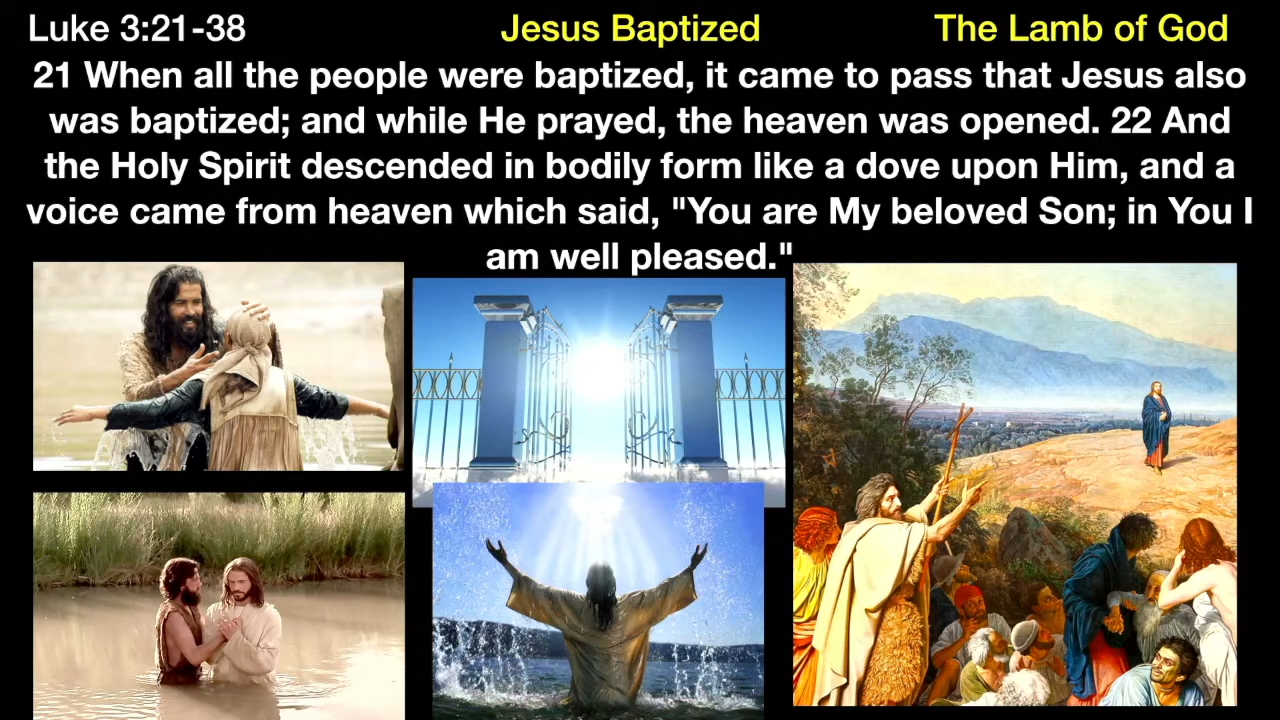 Luke 3:21-38 Jesus Baptized The Lamb of God
21 When all the people were baptized, it came to pass that Jesus also
was baptized; and while He prayed, the heaven was opened. 22 And
the Holy Spirit descended in bodily form like a dove upon Him, and a
voice came from heaven which said, "You are My beloved Son; in You I
am well pleased."